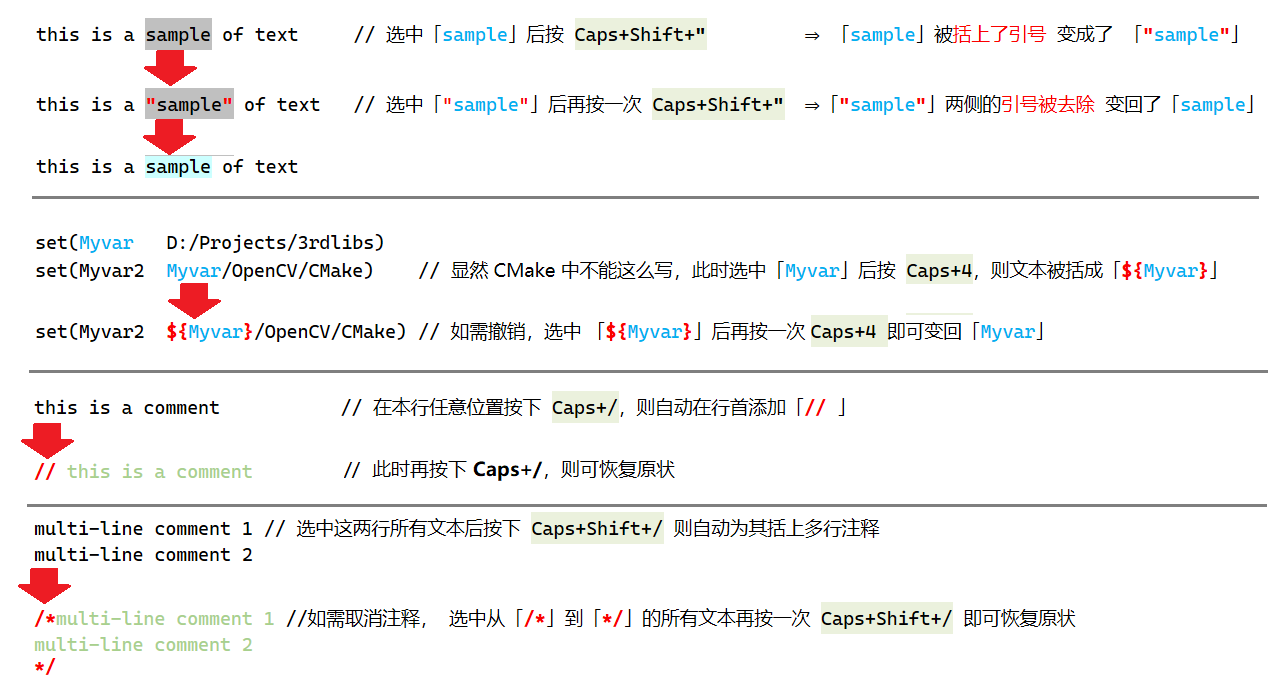 this is a sample of text // 选中「sample」后按 Caps+Shift+" ⇒ 「sample」被括上了引号 变成了 「"sample"」
this is a "sample" of text // 选中「"sample"」后再按一次 Caps+Shift+" ⇒「"sample"」两侧的引号被去除 变回了「sample」
this is a sample of text
set(Myvar D:/Projects/3rdlibs)
set(Myvar2 Myvar/OpenCV/CMake) // 显然 CMake 中不能这么写，此时选中「Myvar」后按 Caps+4，则文本被括成「${Myvar}」
set(Myvar2 ${Myvar}/OpenCV/CMake) // 如需撤销，选中 「${Myvar}」后再按一次 Caps+4 即可变回「Myvar」
this is a comment // 在本行任意位置按下 Caps+/，则自动在行首添加「// 」
// this is a comment // 此时再按下 Caps+/，则可恢复原状
multi-line comment 1 // 选中这两行所有文本后按下 Caps+Shift+/ 则自动为其括上多行注释
multi-line comment 2
/*multi-line comment 1 //如需取消注释， 选中从「/*」到「*/」的所有文本再按一次 Caps+Shift+/ 即可恢复原状
multi-line comment 2
*/